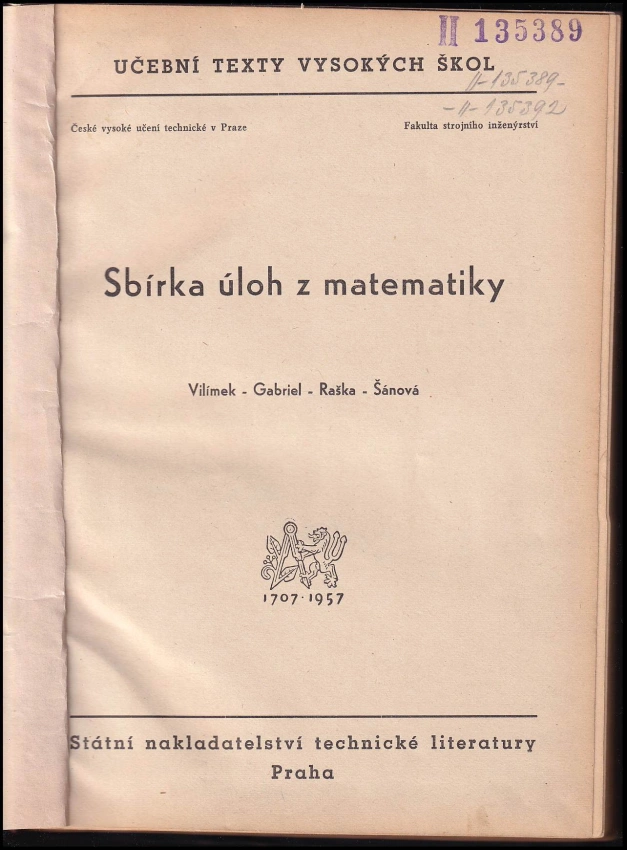 II 135389
UČEBNÍ TEXTY VYSOKÝCH ŠKOL
II-135389-
-II-135392
České vysoké učení technické v Praze Fakulta strojního inženýrství
Sbírka úloh z matematiky
Vilímek - Gabriel - Raška - Šánová
1707·1957
Státní nakladatelství technické literatury
Praha